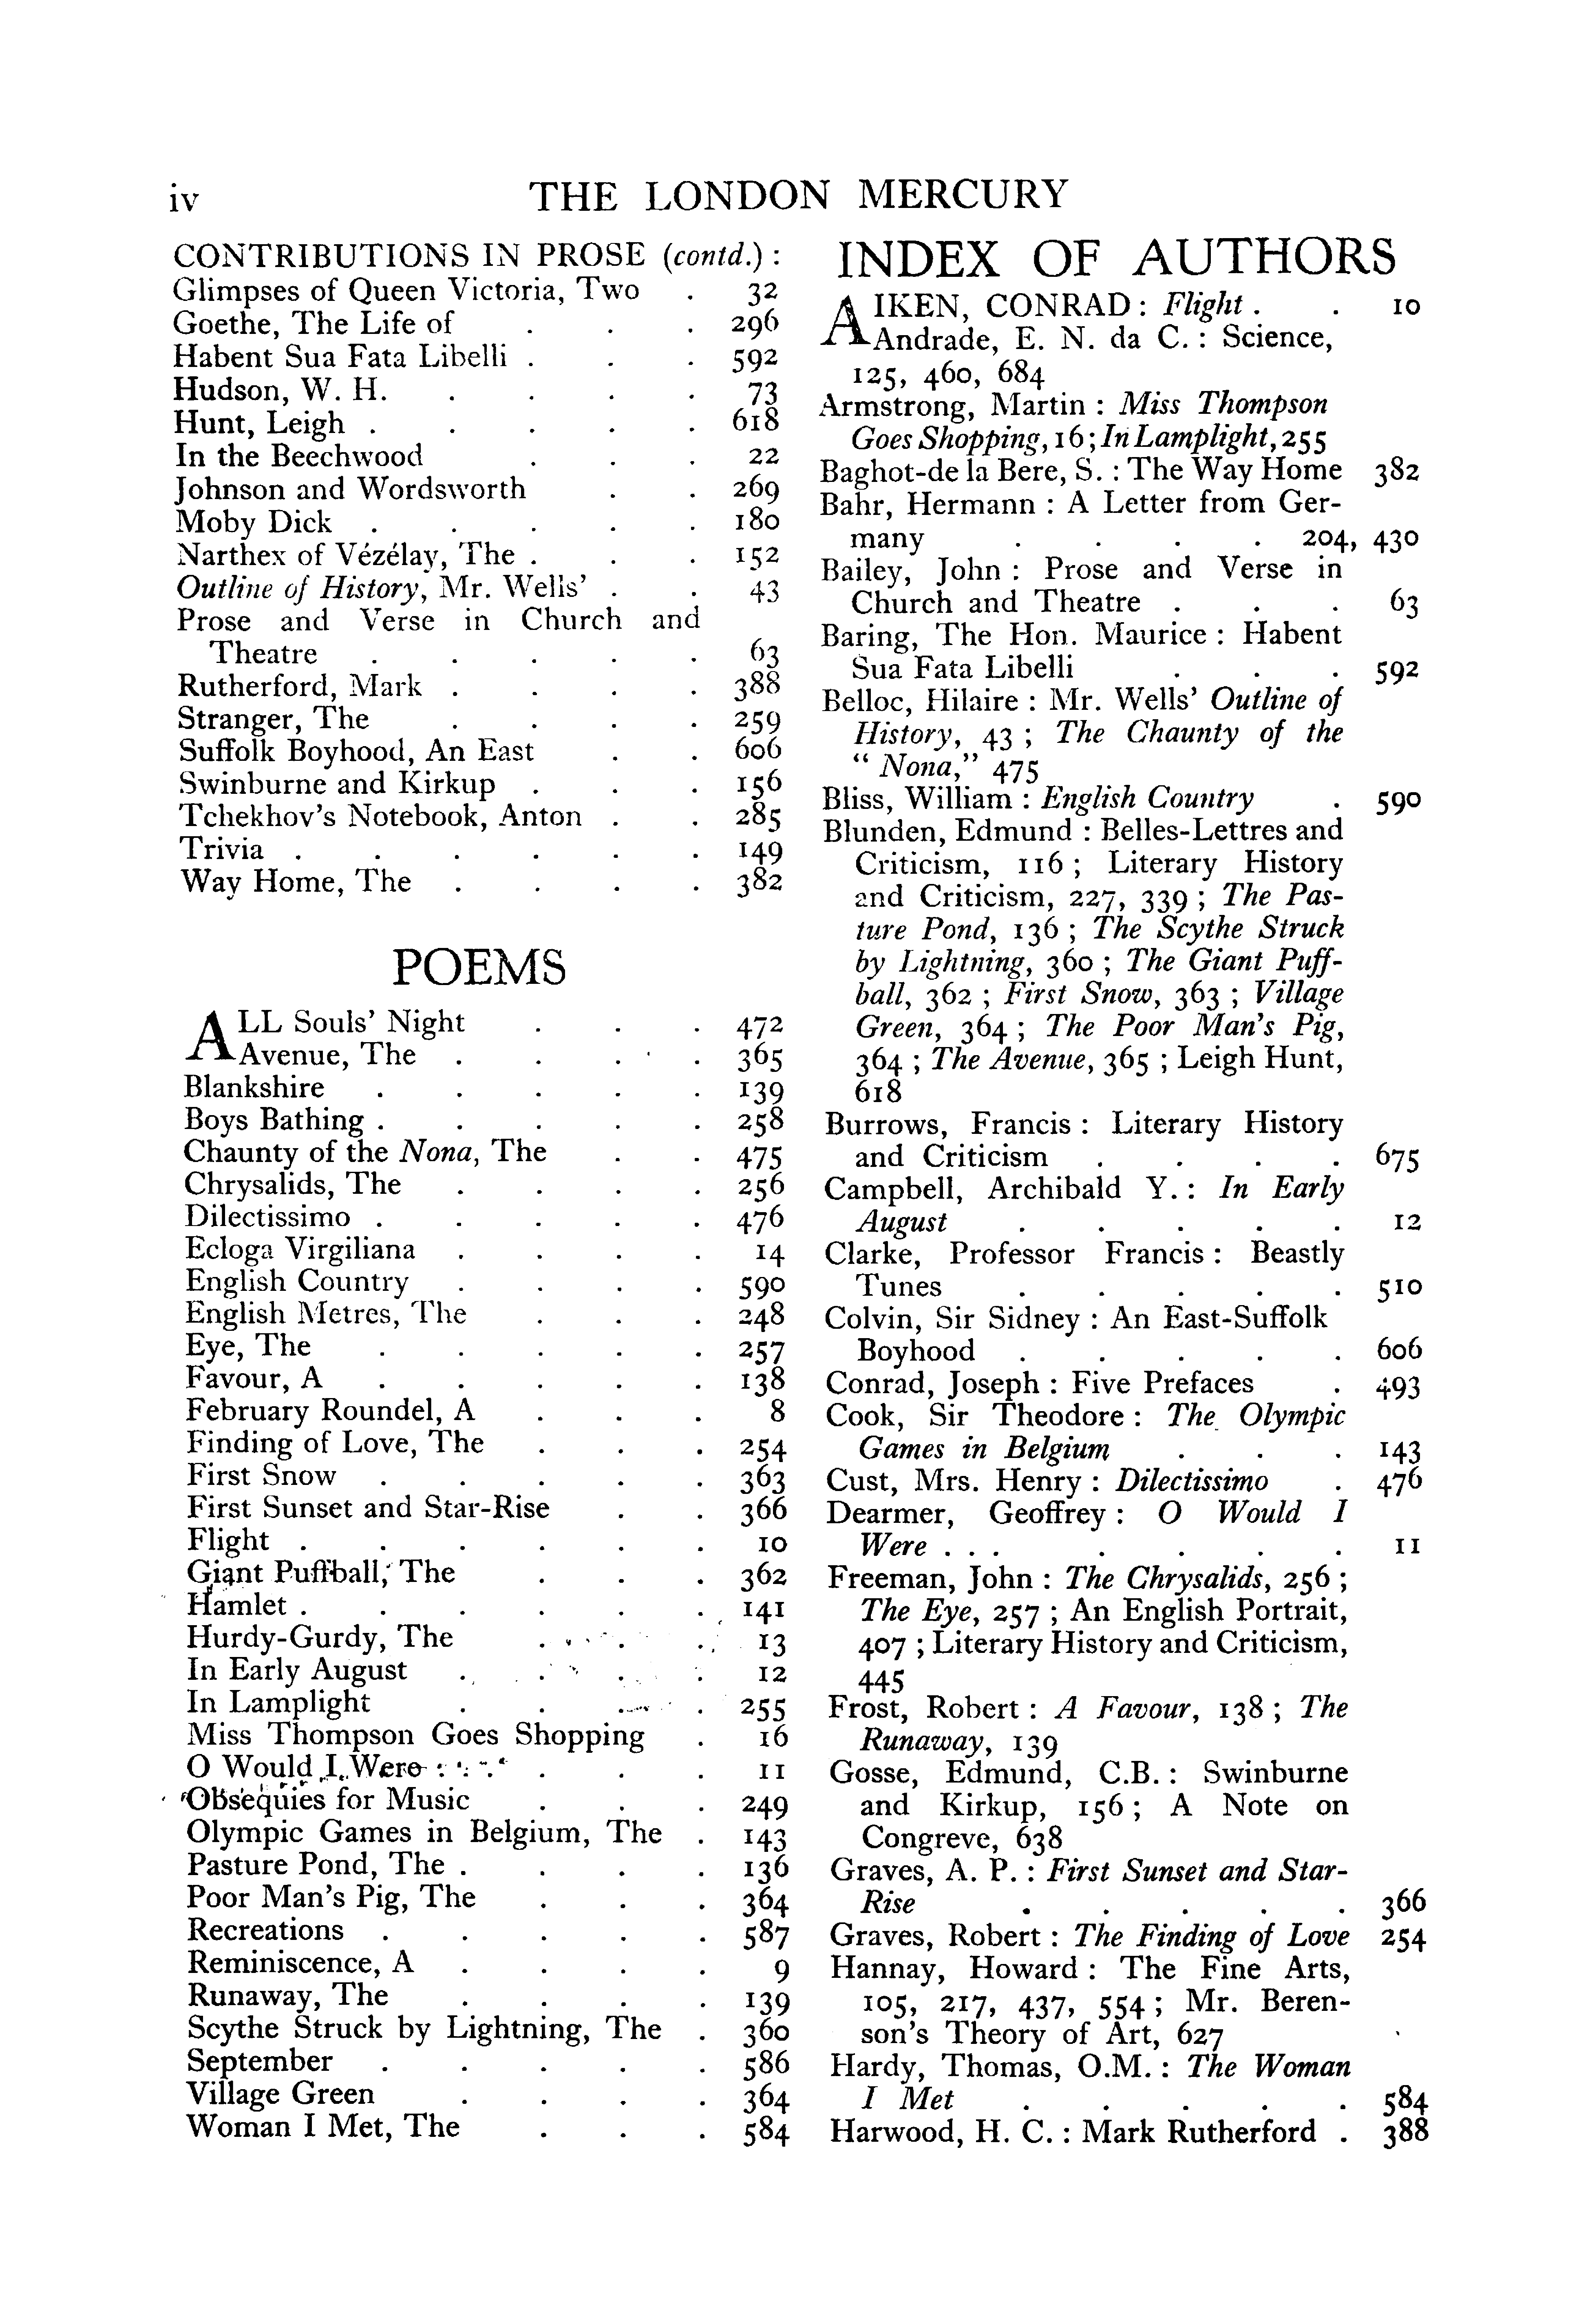 iv THE LONDON MERCURY
CONTRIBUTIONS IN PROSE (contd.) :
Glimpses of Queen Victoria, Two . 32
Goethe, The Life of . . . 296
Habent Sua Fata Libelli . . . 592
Hudson, W. H. . . . . 73
Hunt, Leigh . . . . . 618
In the Beechwood . . . 22
Johnson and Wordsworth . . 269
Moby Dick . . . . . 180
Narthex of Vézélay, The . . . 152
Outline of History, Mr. Wells' . . 43
Prose and Verse in Church and
Theatre . . . . . 63
Rutherford, Mark . . . . 388
Stranger, The . . . . 259
Suffolk Boyhood, An East . . 606
Swinburne and Kirkup . . . 156
Tchekhov's Notebook, Anton . . 285
Trivia . . . . . . 149
Way Home, The . . . . 382
POEMS
ALL Souls' Night . . . 472
Avenue, The . . . . 365
Blankshire . . . . . 139
Boys Bathing . . . . . 258
Chaunty of the Nona, The . . 475
Chrysalids, The . . . . 256
Dilectissimo . . . . . 476
Ecloga Virgiliana . . . . 14
English Country . . . . 590
English Metres, The . . . 248
Eye, The . . . . . 257
Favour, A . . . . . 138
February Roundel, A . . . 8
Finding of Love, The . . . 254
First Snow . . . . . 363
First Sunset and Star-Rise . . 366
Flight . . . . . . 10
Giant Puffball, The . . . 362
Hamlet . . . . . . 141
Hurdy-Gurdy, The . . . 13
In Early August . . . . 12
In Lamplight . . . . 255
Miss Thompson Goes Shopping . 16
O Would I Were . . . . . . 11
Obsequies for Music . . . 249
Olympic Games in Belgium, The . 143
Pasture Pond, The . . . . 136
Poor Man's Pig, The . . . 364
Recreations . . . . . 587
Reminiscence, A . . . . 9
Runaway, The . . . . 139
Scythe Struck by Lightning, The . 360
September . . . . . 586
Village Green . . . . 364
Woman I Met, The . . . 584
INDEX OF AUTHORS
AIKEN, CONRAD : Flight . . 10
Andrade, E. N. da C. : Science,
125, 460, 684
Armstrong, Martin : Miss Thompson
Goes Shopping, 16 ; In Lamplight, 255
Baghot-de la Bere, S. : The Way Home 382
Bahr, Hermann : A Letter from Ger-
many . . . . 204, 430
Bailey, John : Prose and Verse in
Church and Theatre . . . 63
Baring, The Hon. Maurice : Habent
Sua Fata Libelli . . . 592
Belloc, Hilaire : Mr. Wells' Outline of
History, 43 ; The Chaunty of the
" Nona," 475
Bliss, William : English Country . 590
Blunden, Edmund : Belles-Lettres and
Criticism, 116 ; Literary History
and Criticism, 227, 339 ; The Pas-
ture Pond, 136 ; The Scythe Struck
by Lightning, 360 ; The Giant Puff-
ball, 362 ; First Snow, 363 ; Village
Green, 364 ; The Poor Man's Pig,
364 ; The Avenue, 365 ; Leigh Hunt,
618
Burrows, Francis : Literary History
and Criticism . . . . 675
Campbell, Archibald Y. : In Early
August . . . . . 12
Clarke, Professor Francis : Beastly
Tunes . . . . . 510
Colvin, Sir Sidney : An East-Suffolk
Boyhood . . . . . 606
Conrad, Joseph : Five Prefaces . 493
Cook, Sir Theodore : The Olympic
Games in Belgium . . . 143
Cust, Mrs. Henry : Dilectissimo . 476
Dearmer, Geoffrey : O Would I
Were . . . . . . . 11
Freeman, John : The Chrysalids, 256 ;
The Eye, 257 ; An English Portrait,
407 ; Literary History and Criticism,
445
Frost, Robert : A Favour, 138 ; The
Runaway, 139
Gosse, Edmund, C.B. : Swinburne
and Kirkup, 156 ; A Note on
Congreve, 638
Graves, A. P. : First Sunset and Star-
Rise . . . . . 366
Graves, Robert : The Finding of Love 254
Hannay, Howard : The Fine Arts,
105, 217, 437, 554 ; Mr. Beren-
son's Theory of Art, 627
Hardy, Thomas, O.M. : The Woman
I Met . . . . . 584
Harwood, H. C. : Mark Rutherford . 388